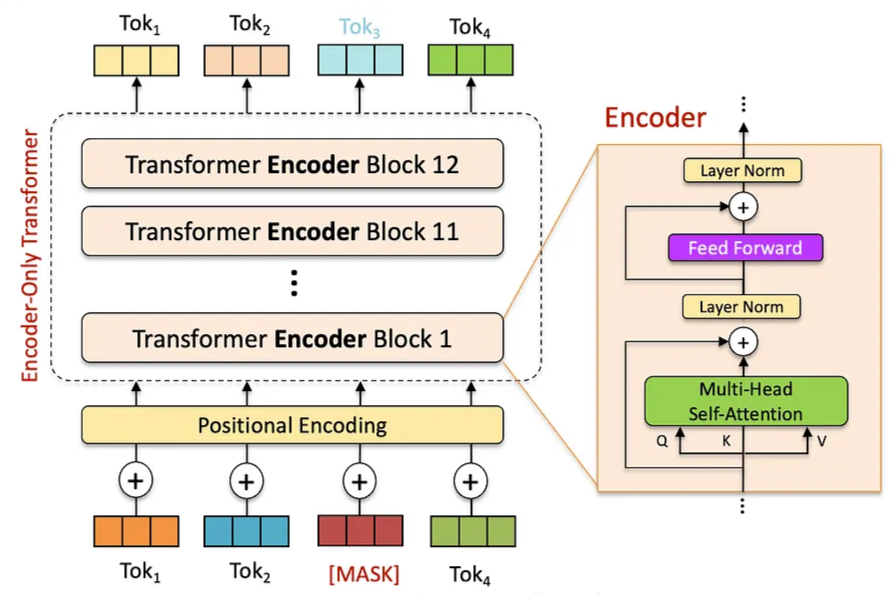 Tok1 Tok2 Tok3 Tok4
Encoder-Only Transformer
Transformer Encoder Block 12
Transformer Encoder Block 11
Transformer Encoder Block 1
Positional Encoding
+ + + +
Tok1 Tok2 [MASK] Tok4
Encoder
Layer Norm
+
Feed Forward
Layer Norm
+
Multi-Head
Self-Attention
Q K V